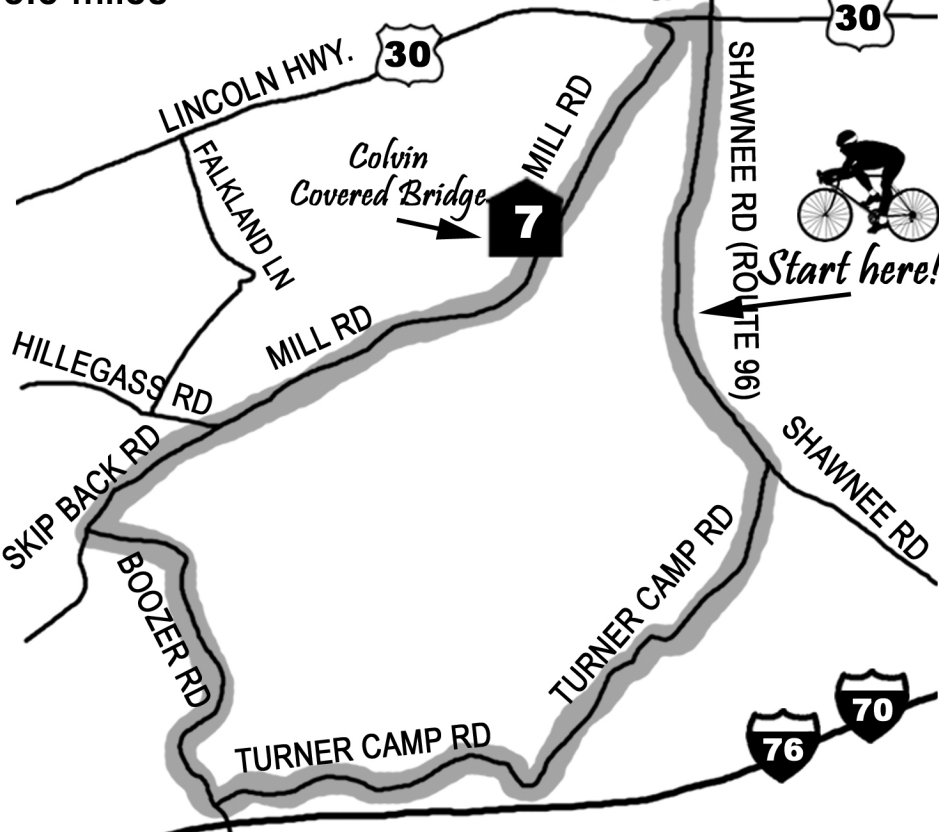 miles
30
30
LINCOLN HWY.
SHAWNEE RD (ROUTE 96)
MILL RD
FALKLAND LN
Colvin
Covered Bridge
7
Start here!
MILL RD
HILLEGASS RD
SKIP BACK RD
SHAWNEE RD
TURNER CAMP RD
BOOZER RD
TURNER CAMP RD
70
76